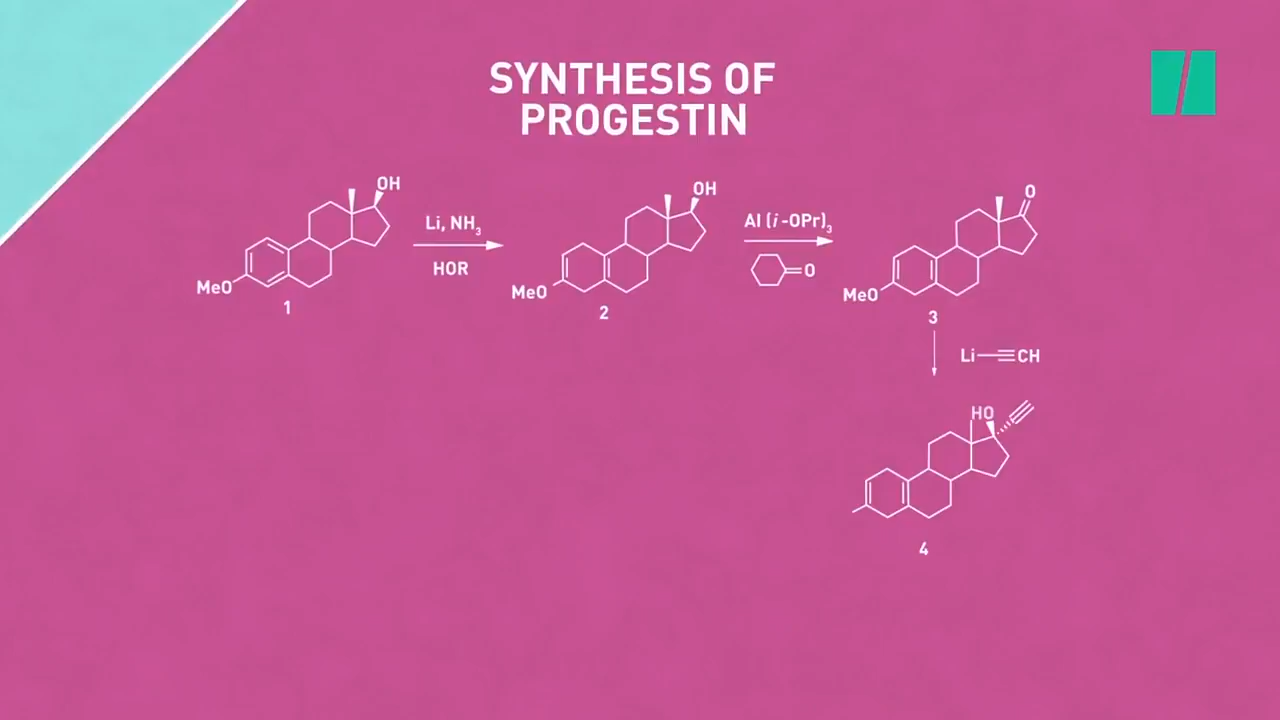 SYNTHESIS OF
PROGESTIN
OH
MeO
1
Li, NH₃
HOR
OH
MeO
2
Al (i-OPr)₃
O
O
MeO
3
Li ≡CH
HO
4